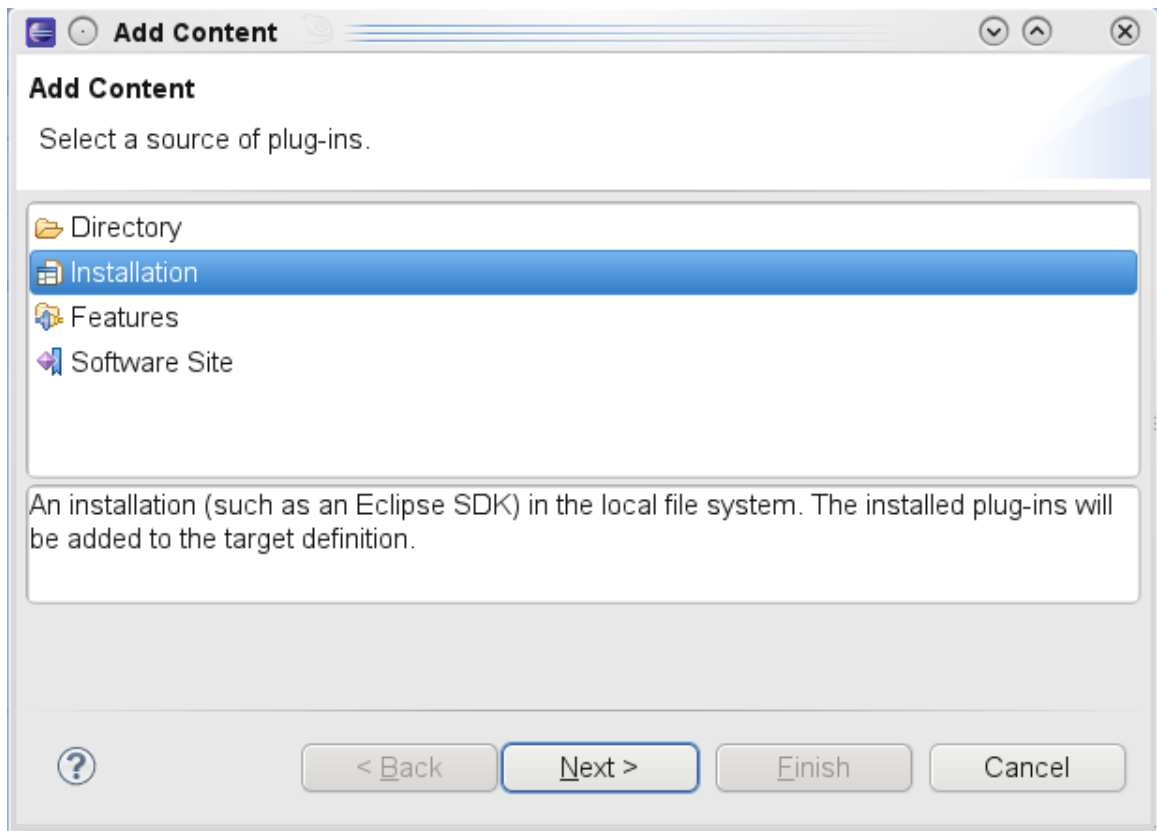 Add Content
Add Content
Select a source of plug-ins.
Directory
Installation
Features
Software Site
An installation (such as an Eclipse SDK) in the local file system. The installed plug-ins will
be added to the target definition.
? < Back Next > Finish Cancel